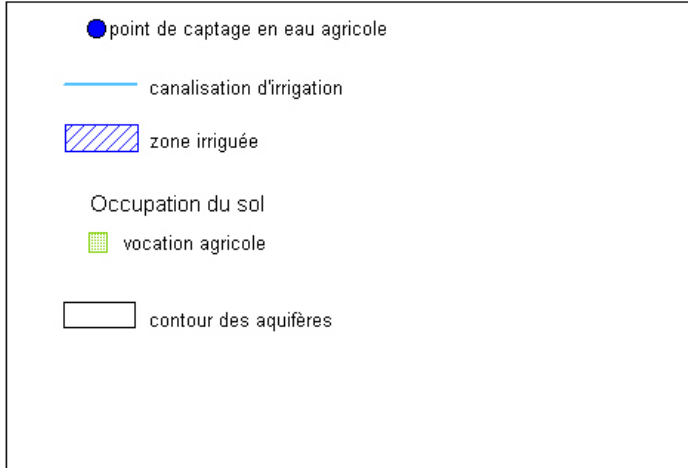 point de captage en eau agricole
canalisation d'irrigation
zone irriguée
Occupation du sol
vocation agricole
contour des aquifères